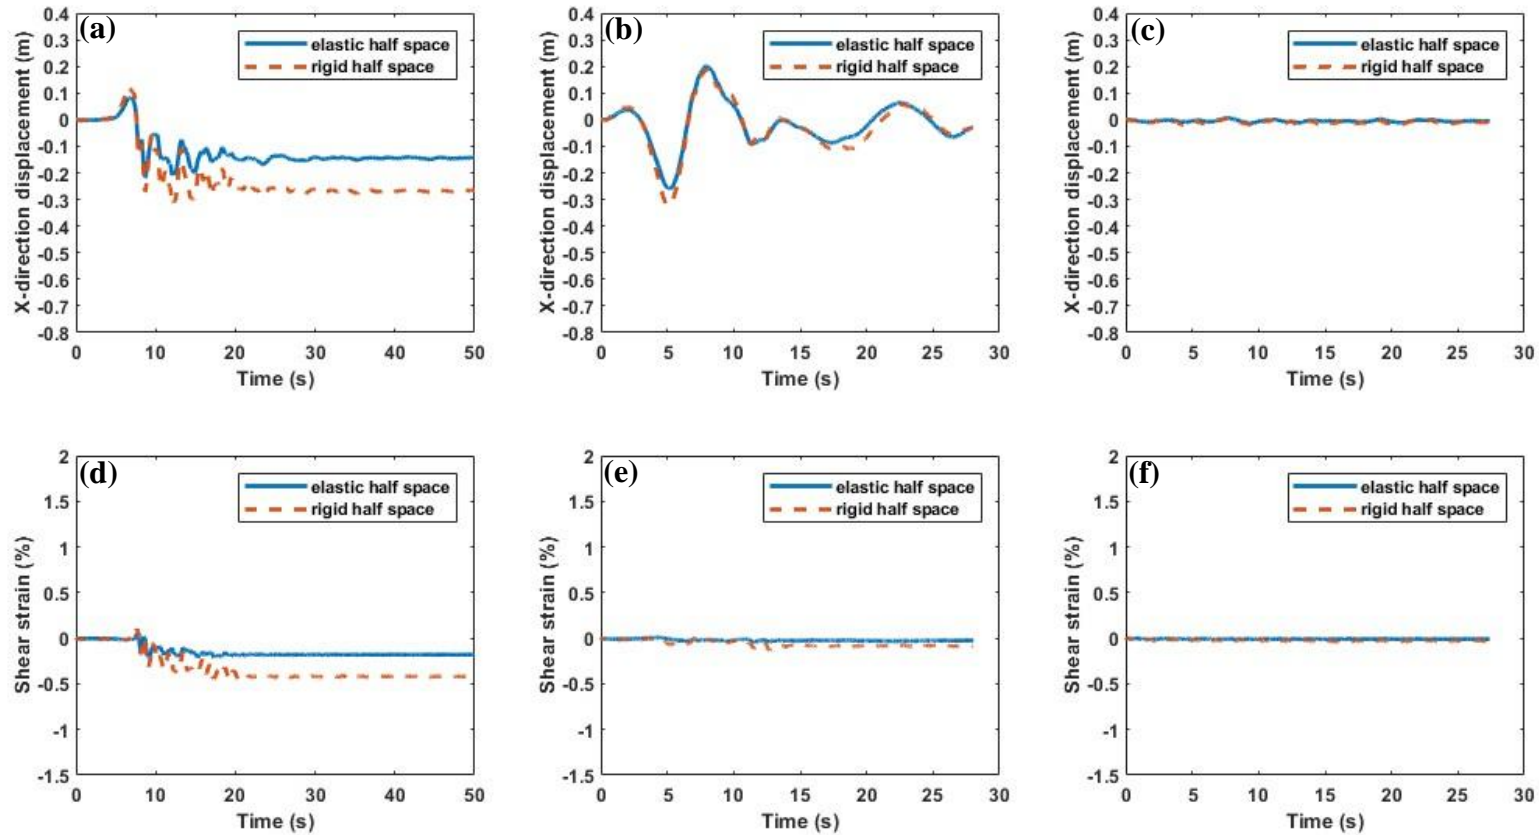 (a)
elastic half space
rigid half space
X-direction displacement (m)
0.4
0.3
0.2
0.1
0
-0.1
-0.2
-0.3
-0.4
-0.5
-0.6
-0.7
-0.8
0 10 20 30 40 50
Time (s)
(b)
elastic half space
rigid half space
X-direction displacement (m)
0.4
0.3
0.2
0.1
0
-0.1
-0.2
-0.3
-0.4
-0.5
-0.6
-0.7
-0.8
0 5 10 15 20 25 30
Time (s)
(c)
elastic half space
rigid half space
X-direction displacement (m)
0.4
0.3
0.2
0.1
0
-0.1
-0.2
-0.3
-0.4
-0.5
-0.6
-0.7
-0.8
0 5 10 15 20 25 30
Time (s)
(d)
elastic half space
rigid half space
Shear strain (%)
2
1.5
1
0.5
0
-0.5
-1
-1.5
0 10 20 30 40 50
Time (s)
(e)
elastic half space
rigid half space
Shear strain (%)
2
1.5
1
0.5
0
-0.5
-1
-1.5
0 5 10 15 20 25 30
Time (s)
(f)
elastic half space
rigid half space
Shear strain (%)
2
1.5
1
0.5
0
-0.5
-1
-1.5
0 5 10 15 20 25 30
Time (s)